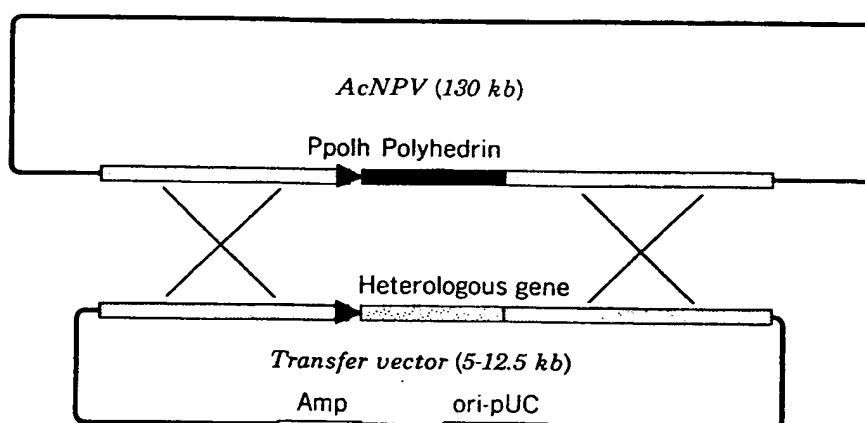 AcNPV (130 kb)
Ppolh Polyhedrin
Heterologous gene
Transfer vector (5-12.5 kb)
Amp ori-pUC